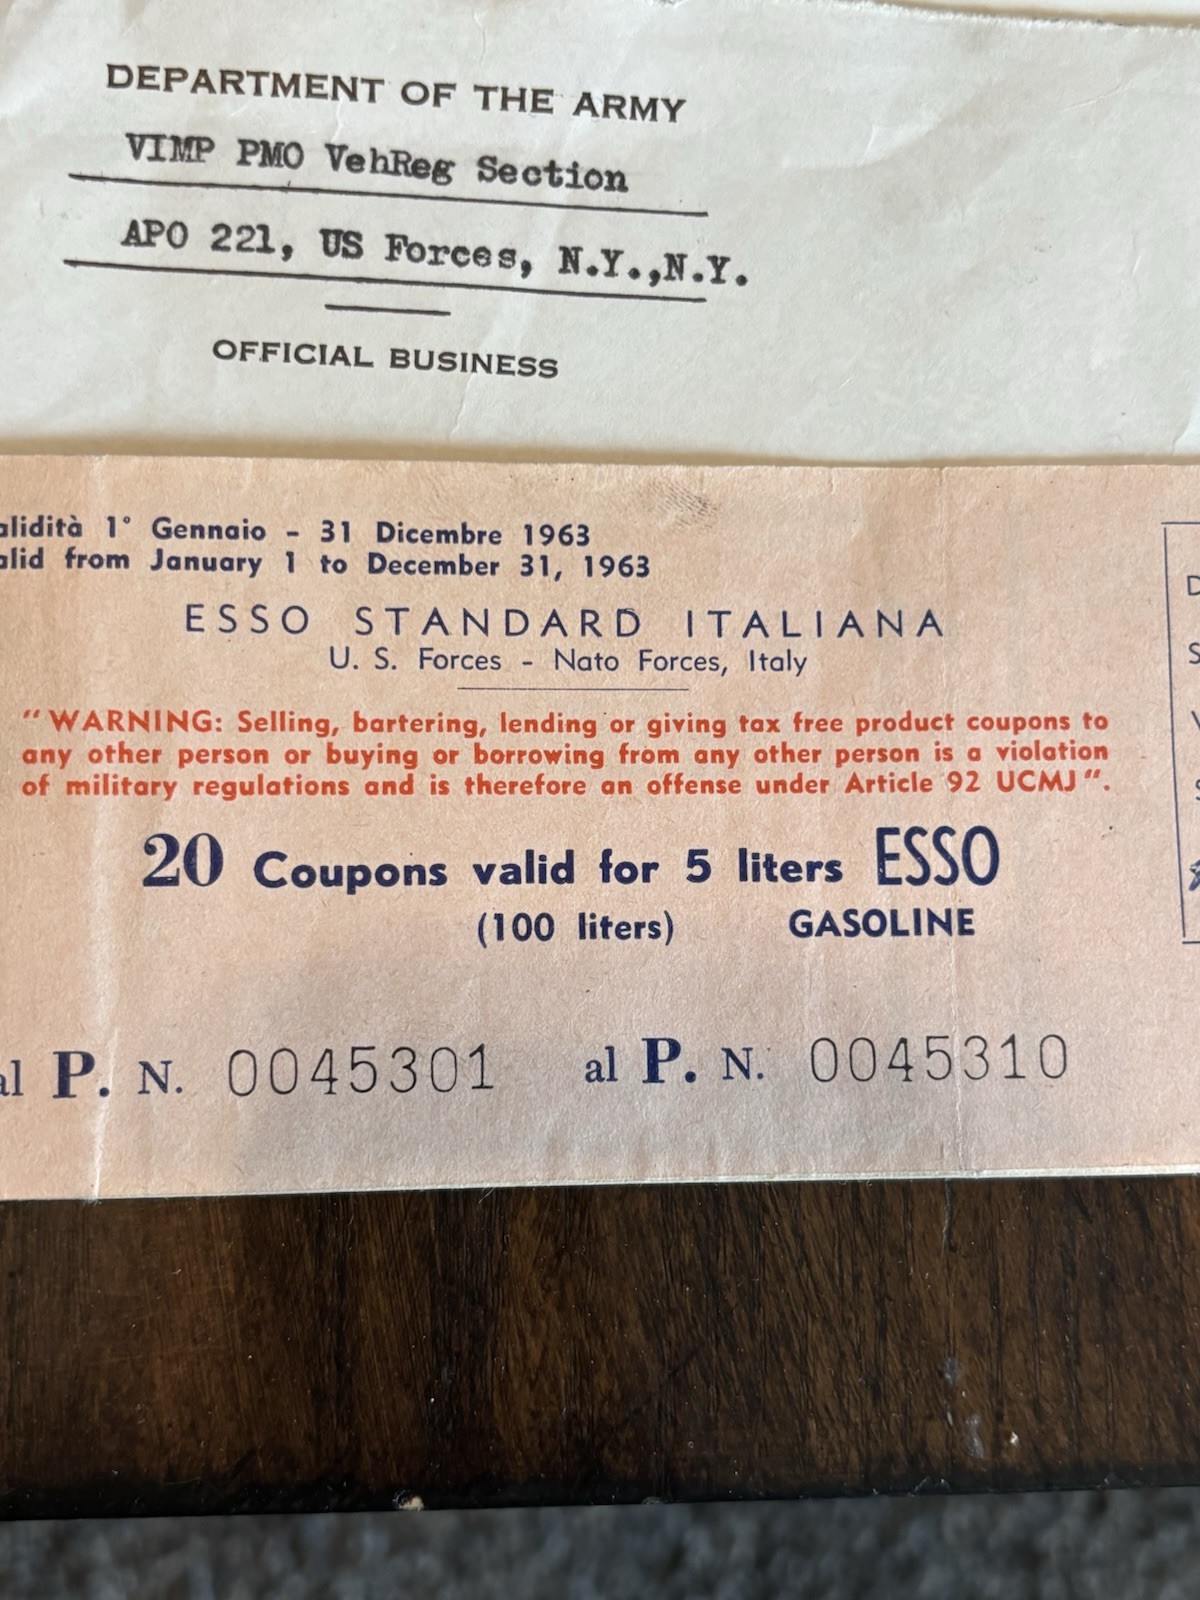 DEPARTMENT OF THE ARMY
VIMP PMO VehReg Section
APO 221, US Forces, N.Y.,N.Y.
OFFICIAL BUSINESS
alidità 1° Gennaio - 31 Dicembre 1963
alid from January 1 to December 31, 1963
ESSO STANDARD ITALIANA
U. S. Forces - Nato Forces, Italy
"WARNING: Selling, bartering, lending or giving tax free product coupons to
any other person or buying or borrowing from any other person is a violation
of military regulations and is therefore an offense under Article 92 UCMJ".
20 Coupons valid for 5 liters ESSO
(100 liters) GASOLINE
al P. N. 0045301 al P. N. 0045310